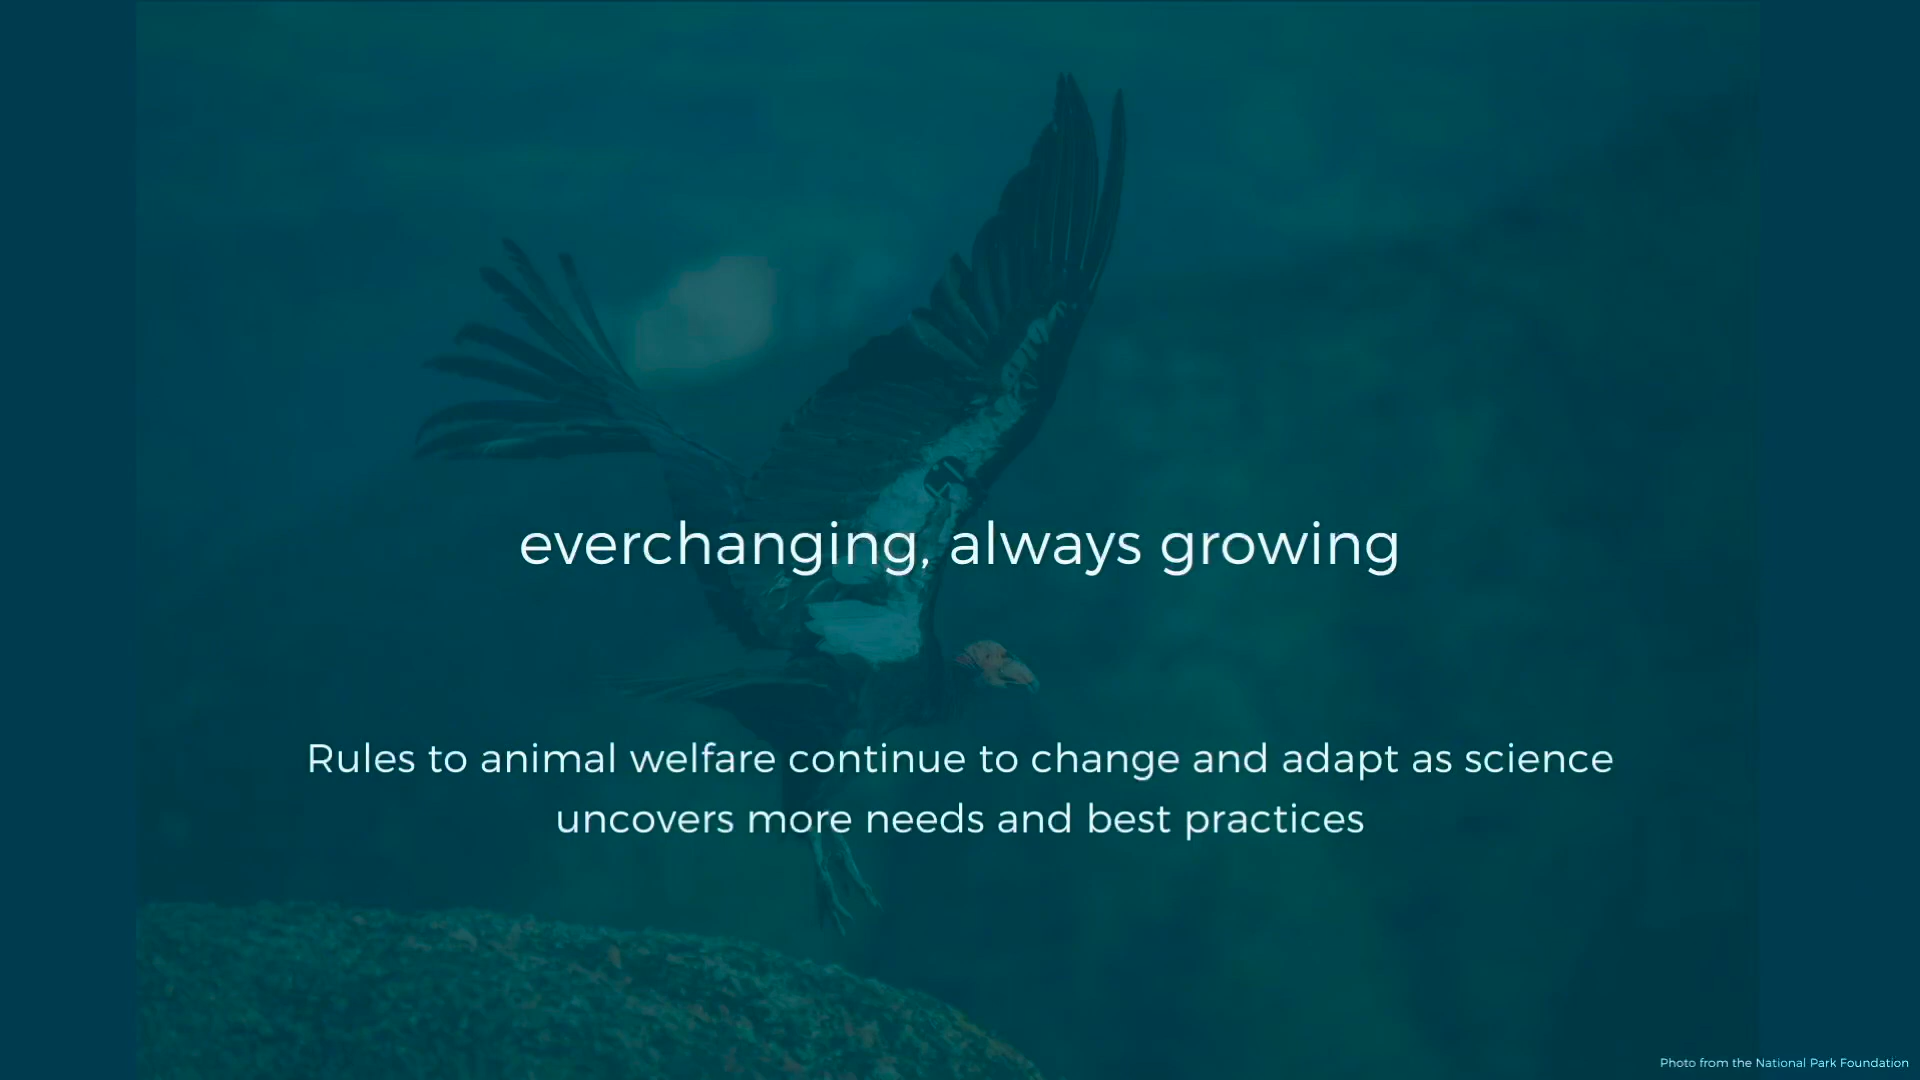 everchanging, always growing
Rules to animal welfare continue to change and adapt as science
uncovers more needs and best practices
Photo from the National Park Foundation